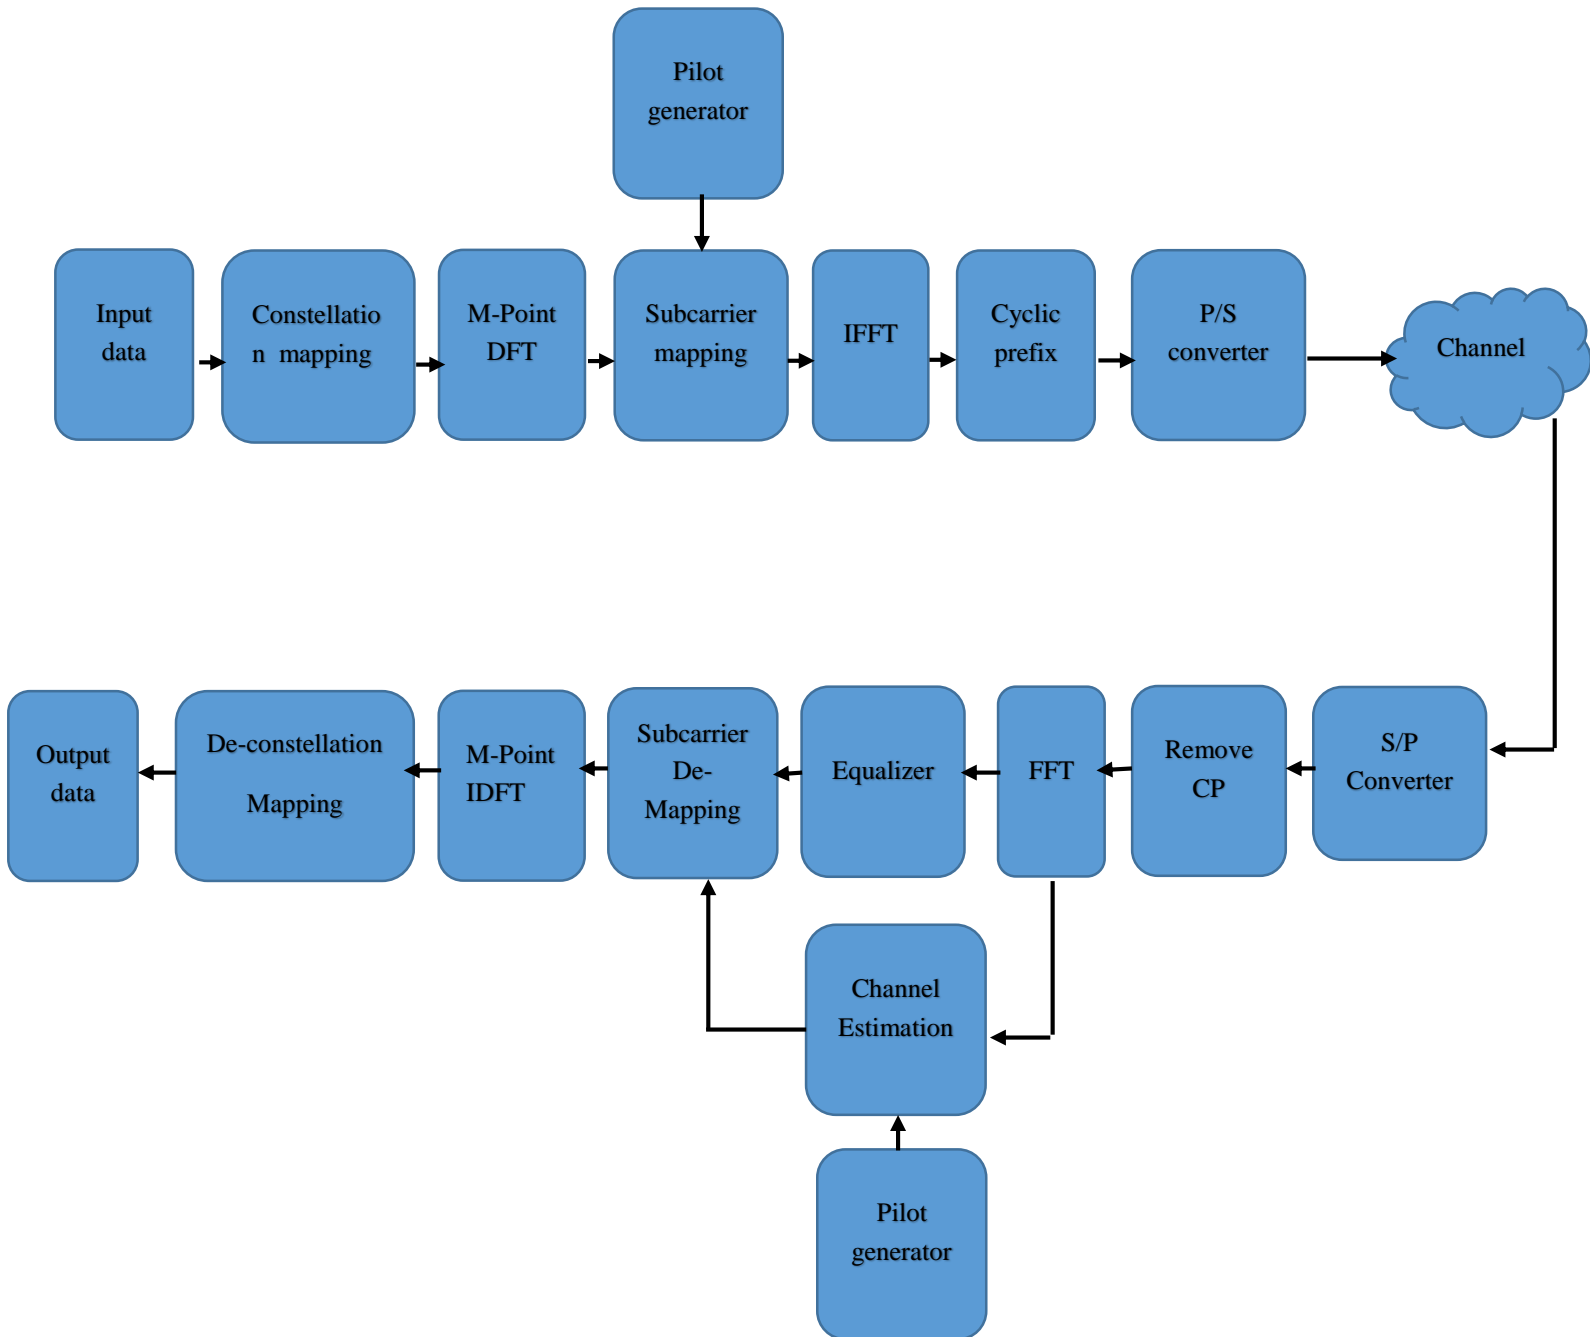 Pilot
generator
Input
data
Constellatio
n mapping
M-Point
DFT
Subcarrier
mapping
IFFT
Cyclic
prefix
P/S
converter
Channel
Output
data
De-constellation
Mapping
M-Point
IDFT
Subcarrier
De-
Mapping
Equalizer
FFT
Remove
CP
S/P
Converter
Channel
Estimation
Pilot
generator